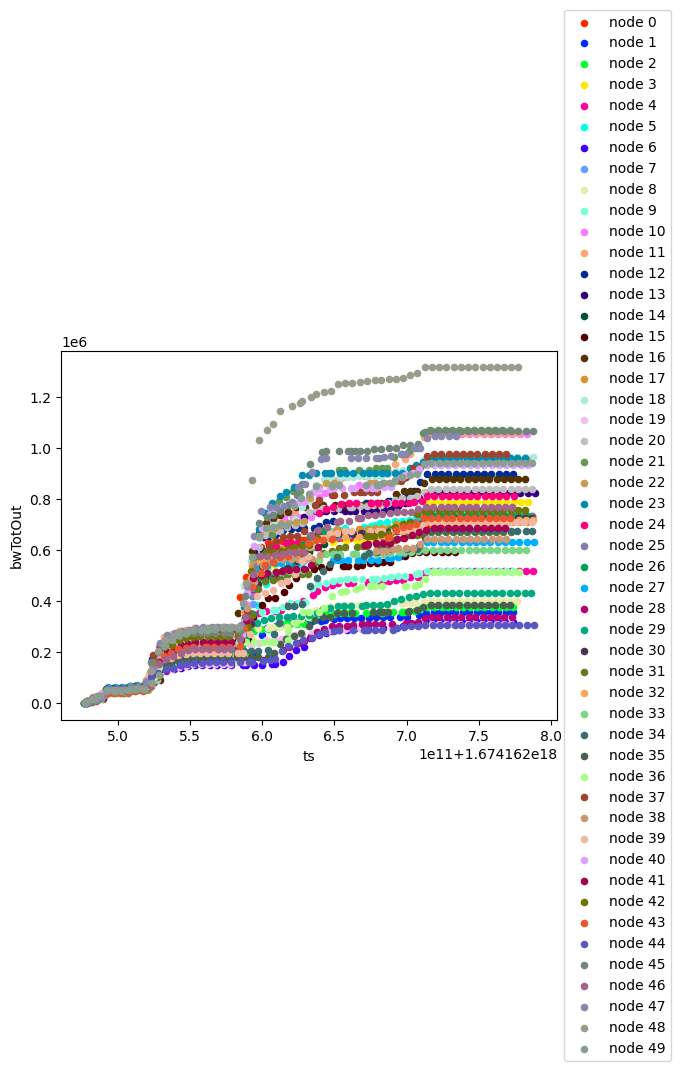 node 0
node 1
node 2
node 3
node 4
node 5
node 6
node 7
node 8
node 9
node 10
node 11
node 12
node 13
node 14
node 15
node 16
node 17
node 18
node 19
node 20
node 21
node 22
node 23
node 24
node 25
node 26
node 27
node 28
node 29
node 30
node 31
node 32
node 33
node 34
node 35
node 36
node 37
node 38
node 39
node 40
node 41
node 42
node 43
node 44
node 45
node 46
node 47
node 48
node 49
1e6
1.2
1.0
0.8
0.6
0.4
0.2
0.0
bwTotOut
5.0 5.5 6.0 6.5 7.0 7.5 8.0
ts
1e11+1.674162e18